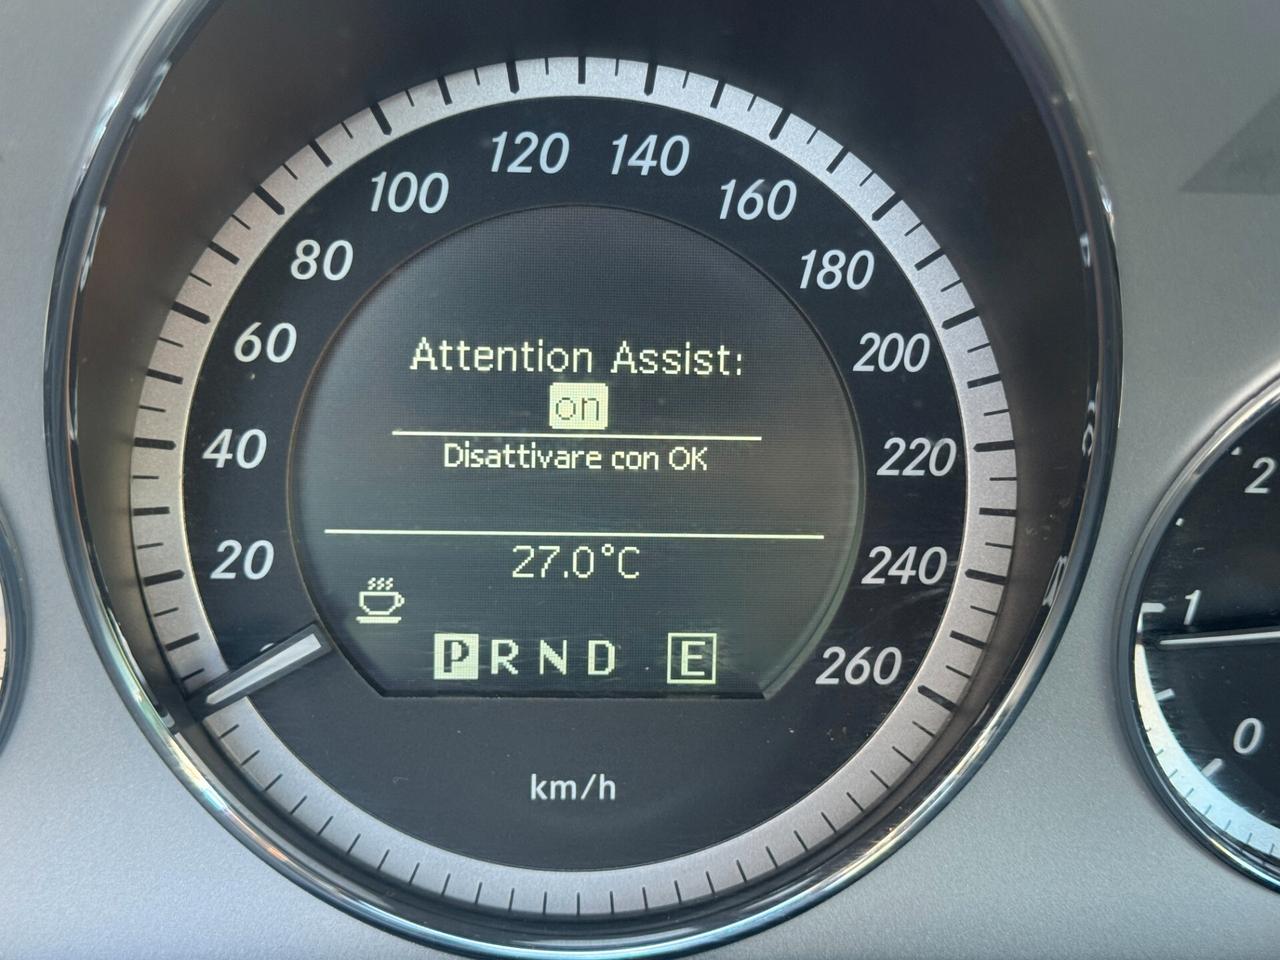 120 140
100 160
80 180
60 200
40 220
20 240
0 260
Attention Assist:
on
Disattivare con OK
27.0°C
P R N D E
km/h
2
1
0